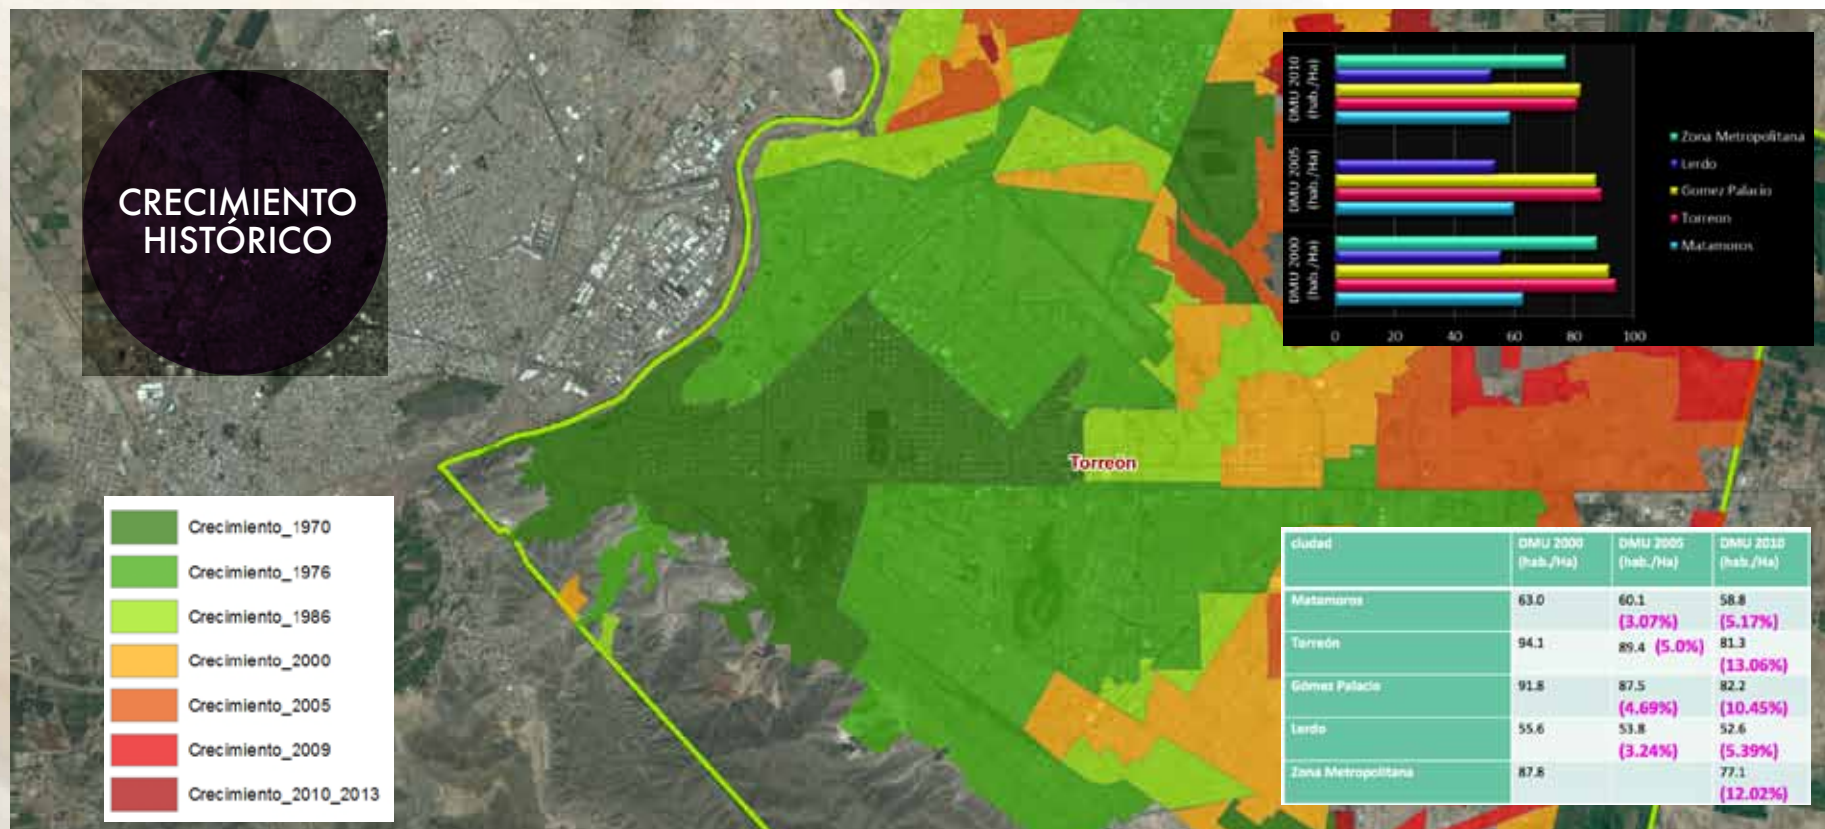 CRECIMIENTO
HISTÓRICO
DMU 2010
(hab./Ha)
DMU 2005
(hab./Ha)
DMU 2000
(hab./Ha)
0 20 40 60 80 100
Zona Metropolitana
Lerdo
Gomez Palacio
Torreon
Matamoros
Torreón
Crecimiento_1970
Crecimiento_1976
Crecimiento_1986
Crecimiento_2000
Crecimiento_2005
Crecimiento_2009
Crecimiento_2010_2013
ciudad DMU 2000 DMU 2005 DMU 2010
(hab./Ha) (hab./Ha) (hab./Ha)
Matamoros 63.0 60.1 58.8
(3.07%) (5.17%)
Torreón 94.1 89.4 (5.0%) 81.3
(13.06%)
Gómez Palacio 91.8 87.5 82.2
(4.69%) (10.45%)
Lerdo 55.6 53.8 52.6
(3.24%) (5.39%)
Zona Metropolitana 87.8 77.1
(12.02%)